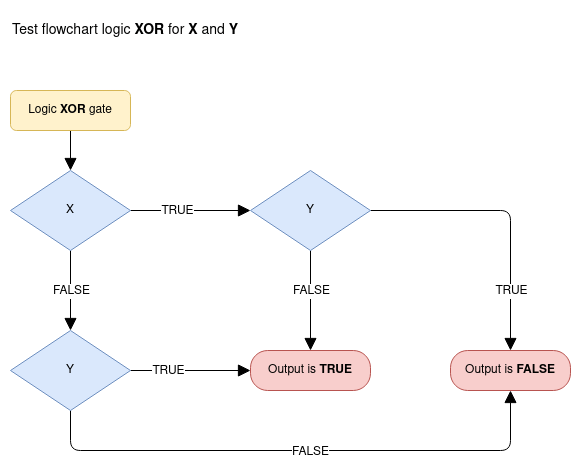 Test flowchart logic XOR for X and Y
Logic XOR gate
X
TRUE
Y
FALSE
FALSE
TRUE
Y
TRUE
Output is TRUE
Output is FALSE
FALSE